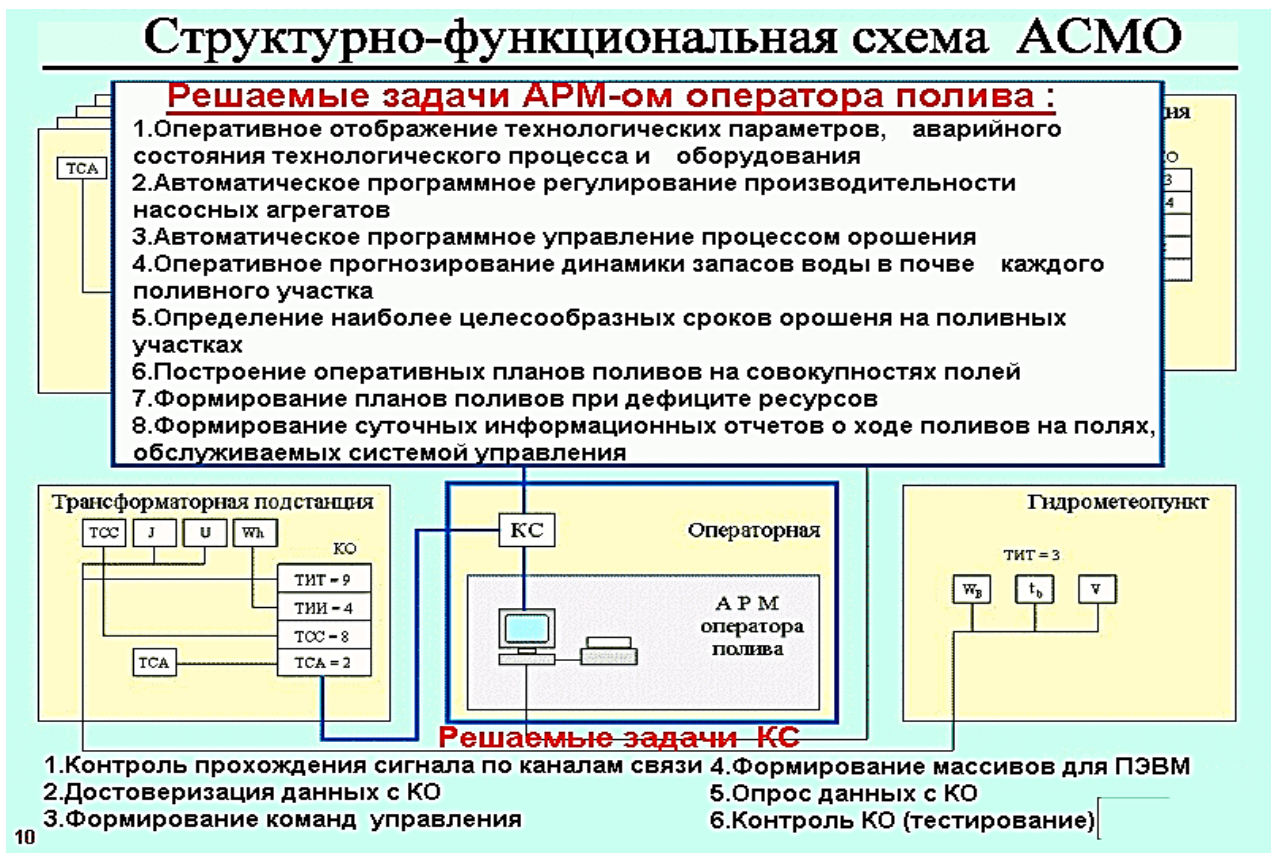 Структурно-функциональная схема АСМО
Решаемые задачи АРМ-ом оператора полива :
1.Оперативное отображение технологических параметров, аварийного
состояния технологического процесса и оборудования
2.Автоматическое программное регулирование производительности
насосных агрегатов
3.Автоматическое программное управление процессом орошения
4.Оперативное прогнозирование динамики запасов воды в почве каждого
поливного участка
5.Определение наиболее целесообразных сроков орошеня на поливных
участках
6.Построение оперативных планов поливов на совокупностях полей
7.Формирование планов поливов при дефиците ресурсов
8.Формирование суточных информационных отчетов о ходе поливов на полях,
обслуживаемых системой управления
ТСА
ия
О
3
4
Трансформаторная подстанция
ТСС J U Wh
КО
ТИТ = 9
ТИИ = 4
ТСС = 8
ТСА = 2
ТСА
КС
Операторная
А Р М
оператора
полива
Гидрометеопункт
ТИТ = 3
WB tb V
Решаемые задачи КС
1.Контроль прохождения сигнала по каналам связи
2.Достоверизация данных с КО
3.Формирование команд управления
4.Формирование массивов для ПЭВМ
5.Опрос данных с КО
6.Контроль КО (тестирование)
10